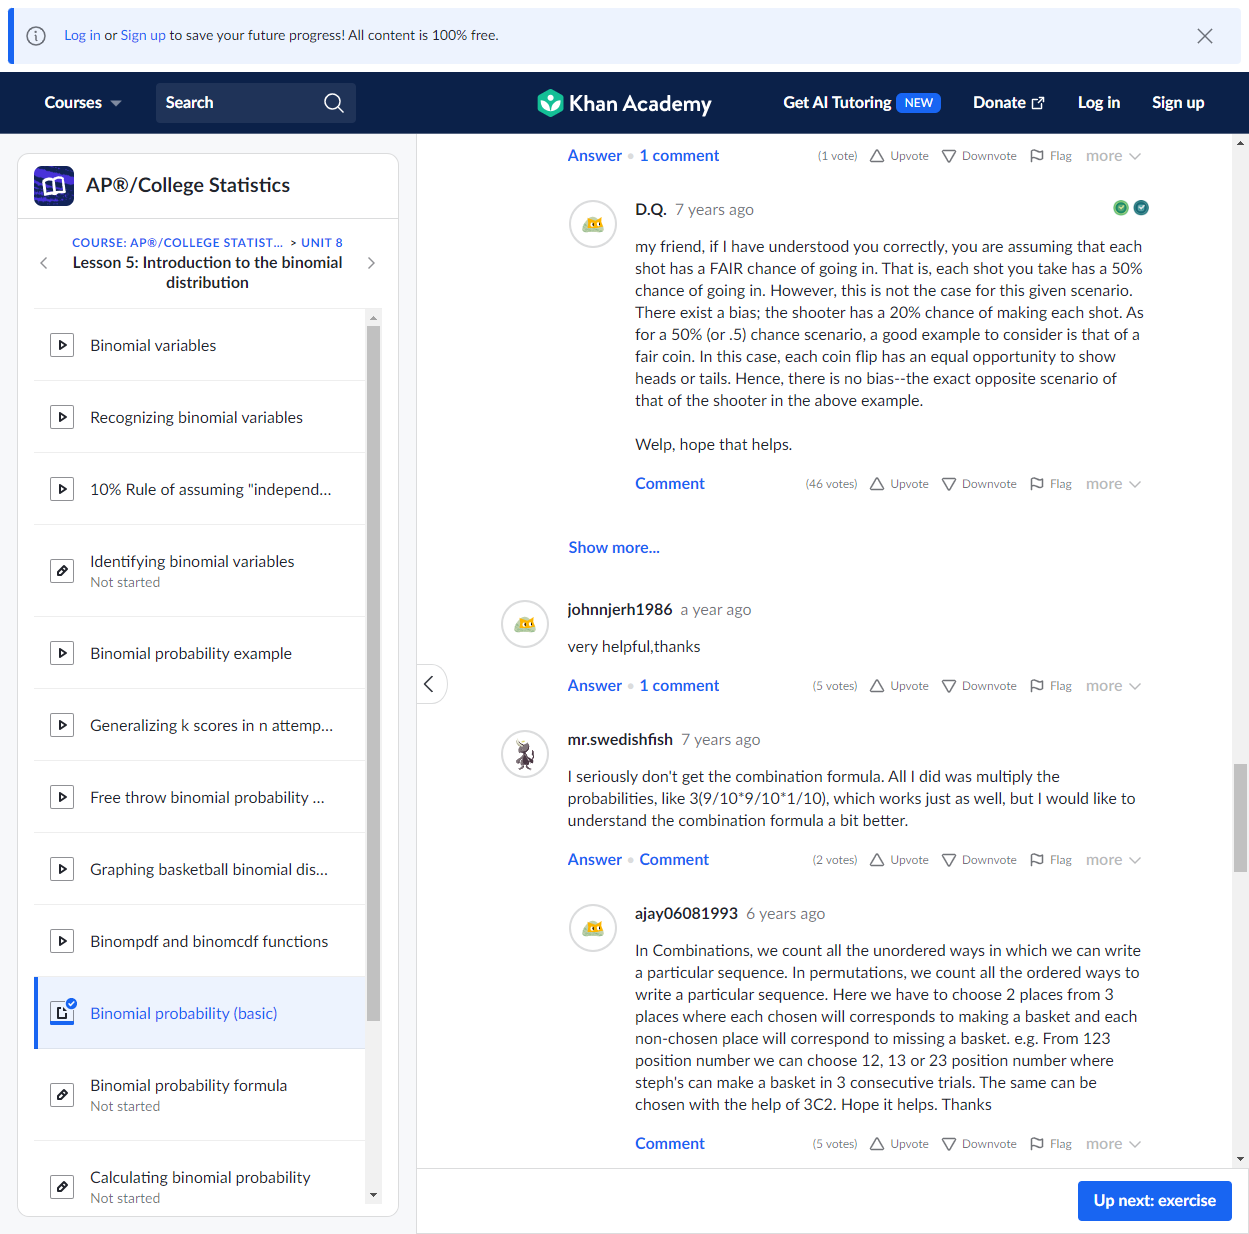 Log in or Sign up to save your future progress! All content is 100% free.
Courses
Search
Khan Academy
Get AI Tutoring NEW
Donate
Log in
Sign up
AP®/College Statistics
COURSE: AP®/COLLEGE STATIST... > UNIT 8
Lesson 5: Introduction to the binomial
distribution
Binomial variables
Recognizing binomial variables
10% Rule of assuming "independ...
Identifying binomial variables
Not started
Binomial probability example
Generalizing k scores in n attemp...
Free throw binomial probability ...
Graphing basketball binomial dis...
Binompdf and binomcdf functions
Binomial probability (basic)
Binomial probability formula
Not started
Calculating binomial probability
Not started
Answer • 1 comment (1 vote) Upvote Downvote Flag more
D.Q. 7 years ago
my friend, if I have understood you correctly, you are assuming that each
shot has a FAIR chance of going in. That is, each shot you take has a 50%
chance of going in. However, this is not the case for this given scenario.
There exist a bias; the shooter has a 20% chance of making each shot. As
for a 50% (or .5) chance scenario, a good example to consider is that of a
fair coin. In this case, each coin flip has an equal opportunity to show
heads or tails. Hence, there is no bias--the exact opposite scenario of
that of the shooter in the above example.
Welp, hope that helps.
Comment (46 votes) Upvote Downvote Flag more
Show more...
johnnjerh1986 a year ago
very helpful,thanks
Answer • 1 comment (5 votes) Upvote Downvote Flag more
mr.swedishfish 7 years ago
I seriously don't get the combination formula. All I did was multiply the
probabilities, like 3(9/10*9/10*1/10), which works just as well, but I would like to
understand the combination formula a bit better.
Answer • Comment (2 votes) Upvote Downvote Flag more
ajay06081993 6 years ago
In Combinations, we count all the unordered ways in which we can write
a particular sequence. In permutations, we count all the ordered ways to
write a particular sequence. Here we have to choose 2 places from 3
places where each chosen will corresponds to making a basket and each
non-chosen place will correspond to missing a basket. e.g. From 123
position number we can choose 12, 13 or 23 position number where
steph's can make a basket in 3 consecutive trials. The same can be
chosen with the help of 3C2. Hope it helps. Thanks
Comment (5 votes) Upvote Downvote Flag more
Up next: exercise